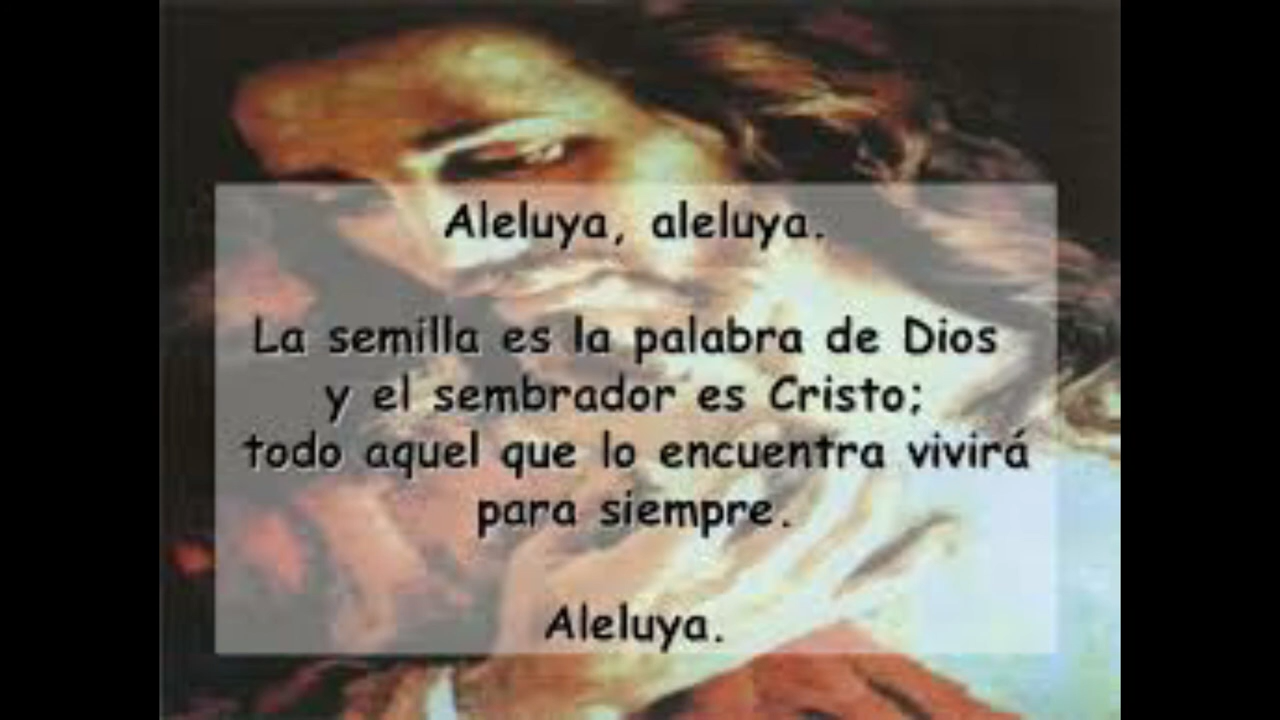 Aleluya, aleluya.
La semilla es la palabra de Dios
y el sembrador es Cristo;
todo aquel que lo encuentra vivirá
para siempre.
Aleluya.